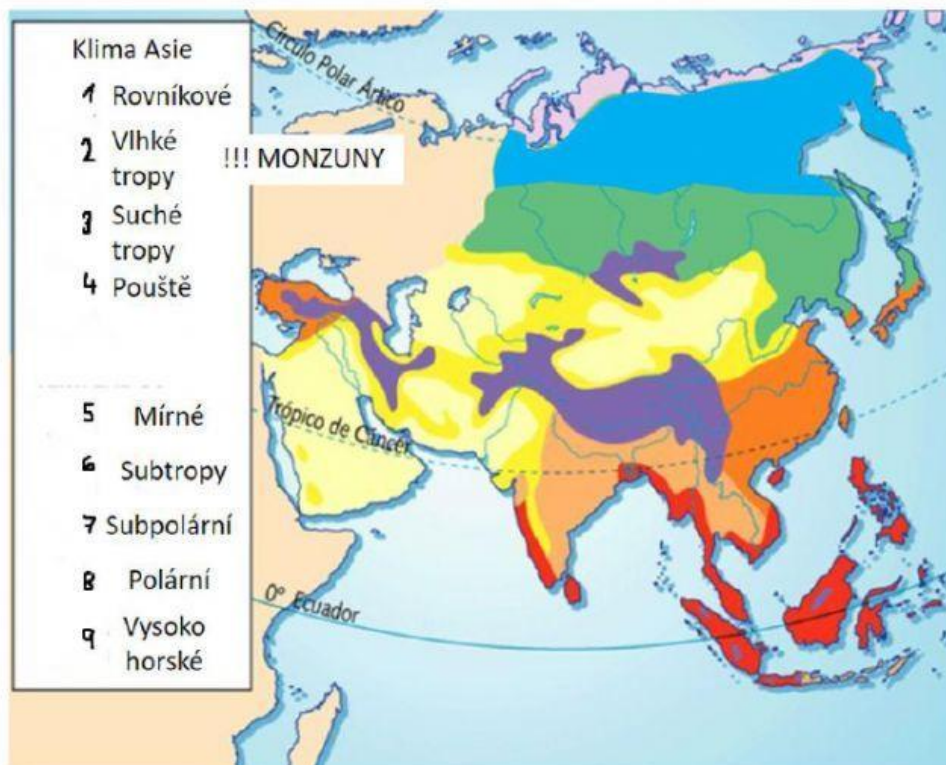 Klima Asie
1 Rovníkové
2 Vlhké
tropy
!!! MONZUNY
3 Suché
tropy
4 Pouště
5 Mírné
6 Subtropy
7 Subpolární
8 Polární
9 Vysoko
horské
Círculo Polar Ártico
Trópico de Cáncer
0° Ecuador